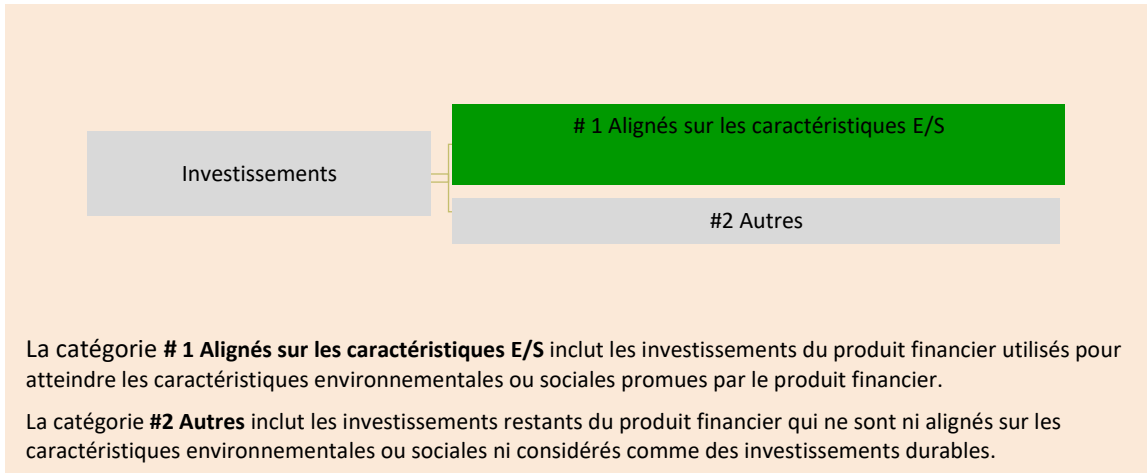 # 1 Alignés sur les caractéristiques E/S
Investissements
#2 Autres
La catégorie # 1 Alignés sur les caractéristiques E/S inclut les investissements du produit financier utilisés pour
atteindre les caractéristiques environnementales ou sociales promues par le produit financier.
La catégorie #2 Autres inclut les investissements restants du produit financier qui ne sont ni alignés sur les
caractéristiques environnementales ou sociales ni considérés comme des investissements durables.